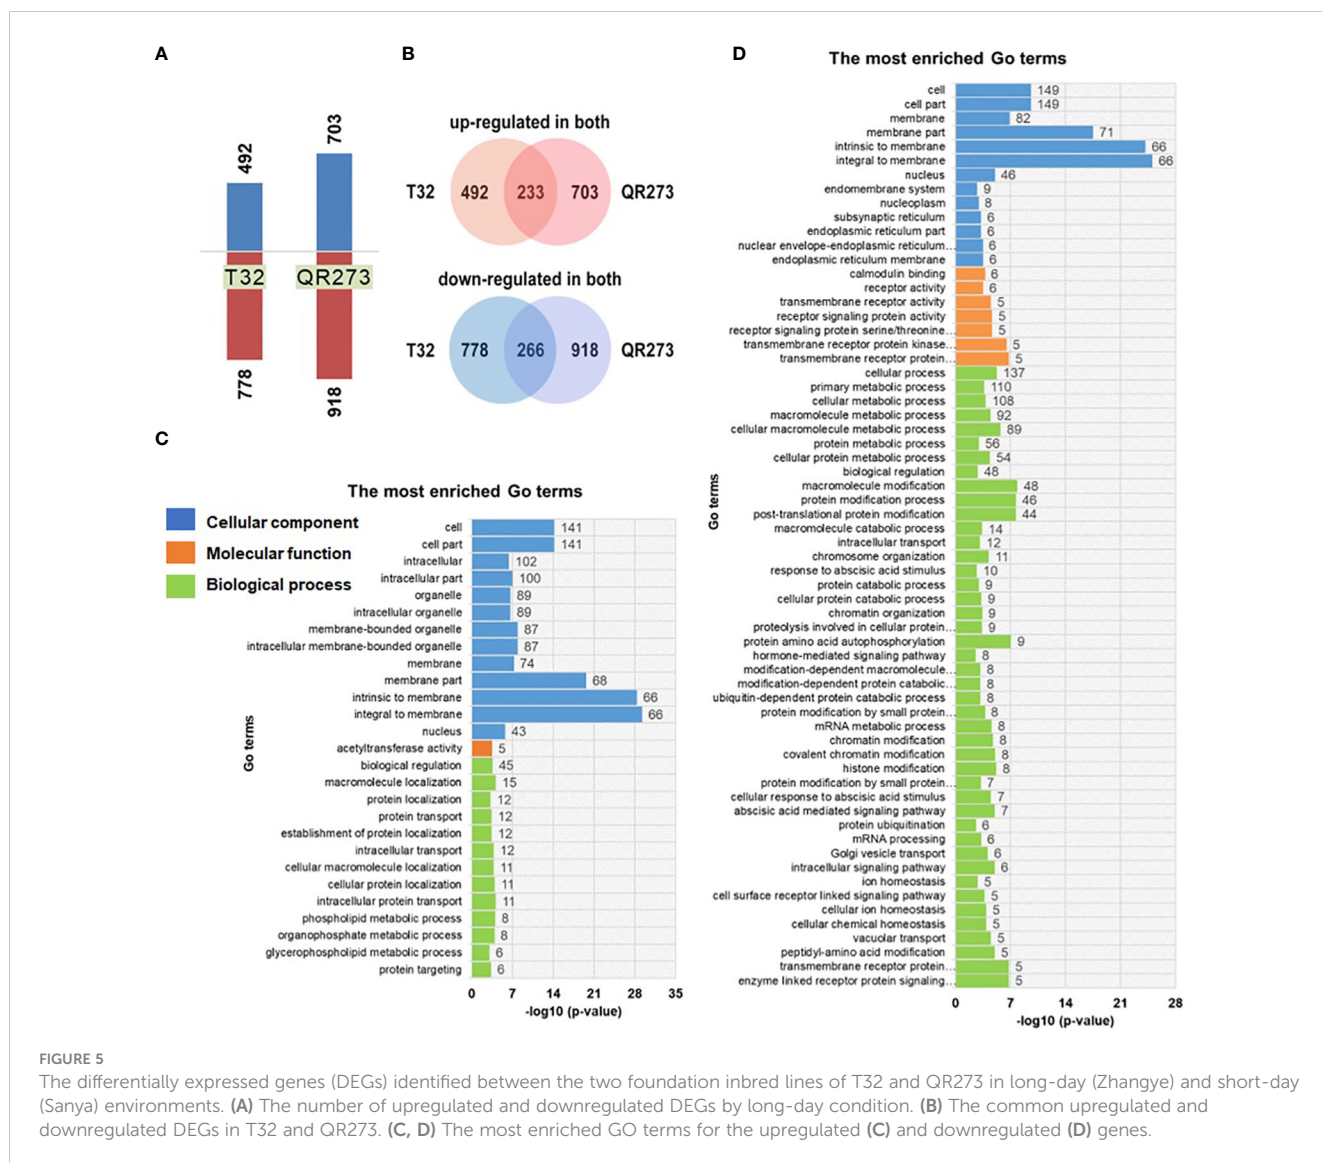 A
492
703
T32
QR273
778
918
B
up-regulated in both
T32 492 233 703 QR273
down-regulated in both
T32 778 266 918 QR273
C
The most enriched Go terms
Cellular component
Molecular function
Biological process
Go terms
cell 141
cell part 141
intracellular 102
intracellular part 100
organelle 89
intracellular organelle 89
membrane-bounded organelle 87
intracellular membrane-bounded organelle 87
membrane 74
membrane part 68
intrinsic to membrane 66
integral to membrane 66
nucleus 43
acetyltransferase activity 5
biological regulation 45
macromolecule localization 15
protein localization 12
protein transport 12
establishment of protein localization 12
intracellular transport 12
cellular macromolecule localization 11
cellular protein localization 11
intracellular protein transport 11
phospholipid metabolic process 8
organophosphate metabolic process 8
glycerophospholipid metabolic process 6
protein targeting 6
0 7 14 21 28 35
-log10 (p-value)
D
The most enriched Go terms
Go terms
cell 149
cell part 149
membrane 82
membrane part 71
intrinsic to membrane 66
integral to membrane 66
nucleus 46
endomembrane system 9
nucleoplasm 8
subsynaptic reticulum 6
endoplasmic reticulum part 6
nuclear envelope-endoplasmic reticulum... 6
endoplasmic reticulum membrane 6
calmodulin binding 6
receptor activity 6
transmembrane receptor activity 5
receptor signaling protein activity 5
receptor signaling protein serine/threonine... 5
transmembrane receptor protein kinase... 5
transmembrane receptor protein... 5
cellular process 137
primary metabolic process 110
cellular metabolic process 108
macromolecule metabolic process 92
cellular macromolecule metabolic process 89
protein metabolic process 56
cellular protein metabolic process 54
biological regulation 48
macromolecule modification 48
protein modification process 46
post-translational protein modification 44
macromolecule catabolic process 14
intracellular transport 12
chromosome organization 11
response to abscisic acid stimulus 10
protein catabolic process 9
cellular protein catabolic process 9
chromatin organization 9
proteolysis involved in cellular protein... 9
protein amino acid autophosphorylation 9
hormone-mediated signaling pathway 8
modification-dependent macromolecule... 8
modification-dependent protein catabolic... 8
ubiquitin-dependent protein catabolic process 8
protein modification by small protein... 8
mRNA metabolic process 8
chromatin modification 8
covalent chromatin modification 8
histone modification 8
protein modification by small protein... 7
cellular response to abscisic acid stimulus 7
abscisic acid mediated signaling pathway 7
protein ubiquitination 6
mRNA processing 6
Golgi vesicle transport 6
intracellular signaling pathway 6
ion homeostasis 5
cell surface receptor linked signaling pathway 5
cellular ion homeostasis 5
cellular chemical homeostasis 5
vacuolar transport 5
peptidyl-amino acid modification 5
transmembrane receptor protein... 5
enzyme linked receptor protein signaling... 5
0 7 14 21 28
-log10 (p-value)
FIGURE 5
The differentially expressed genes (DEGs) identified between the two foundation inbred lines of T32 and QR273 in long-day (Zhangye) and short-day
(Sanya) environments. (A) The number of upregulated and downregulated DEGs by long-day condition. (B) The common upregulated and
downregulated DEGs in T32 and QR273. (C, D) The most enriched GO terms for the upregulated (C) and downregulated (D) genes.